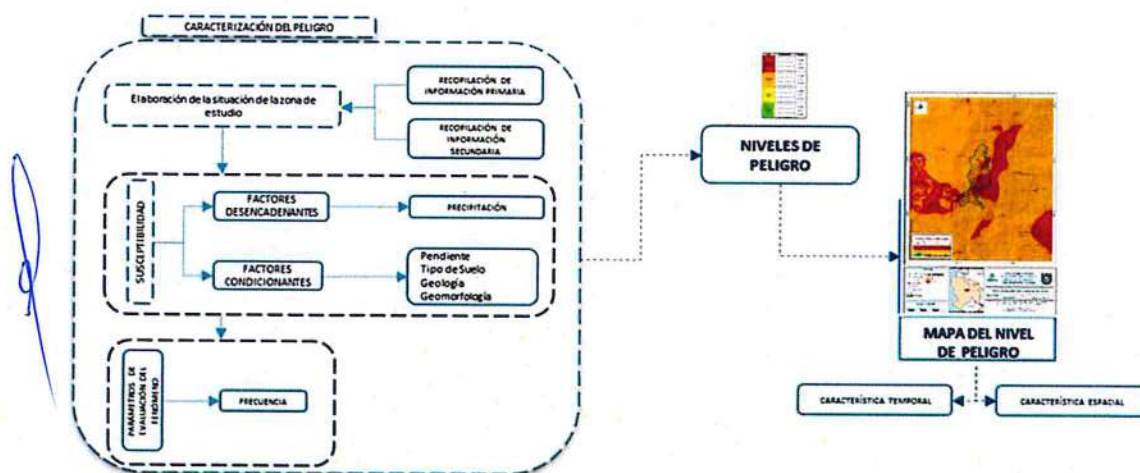 CARACTERIZACIÓN DEL PELIGRO
Elaboración de la situación de la zona de
estudio
RECOPILACIÓN DE
INFORMACIÓN PRIMARIA
RECOPILACIÓN DE
INFORMACIÓN
SECUNDARIA
SUSCEPTIBILIDAD
FACTORES
DESENCADENANTES
PRECIPITACIÓN
FACTORES
CONDICIONANTES
Pendiente
Tipo de Suelo
Geología
Geomorfología
PARÁMETROS DE
EVALUACIÓN DEL
FENÓMENO
FRECUENCIA
NIVELES DE
PELIGRO
MAPA DEL NIVEL
DE PELIGRO
CARACTERÍSTICA TEMPORAL
CARACTERÍSTICA ESPACIAL